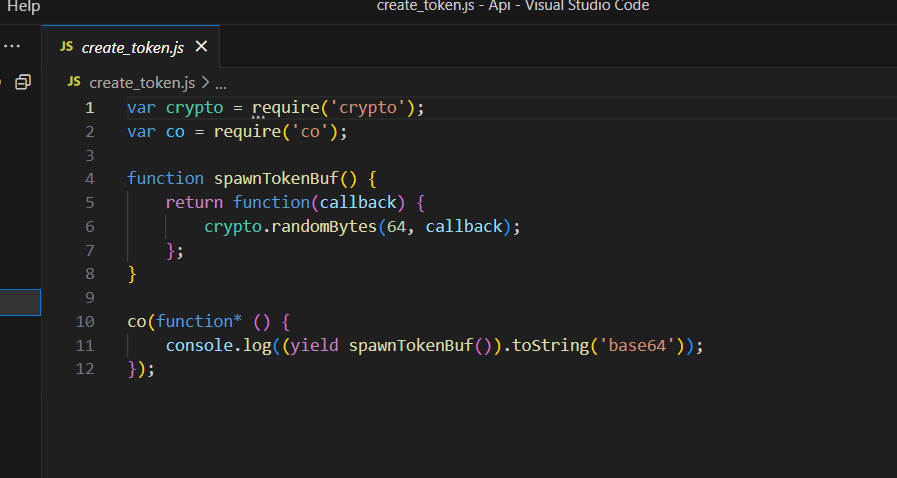 Help
create_token.js - Api - Visual Studio Code
...
JS create_token.js ✕
JS create_token.js > ...
1 var crypto = require('crypto');
2 var co = require('co');
3
4 function spawnTokenBuf() {
5     return function(callback) {
6         crypto.randomBytes(64, callback);
7     };
8 }
9
10 co(function* () {
11     console.log((yield spawnTokenBuf()).toString('base64'));
12 });